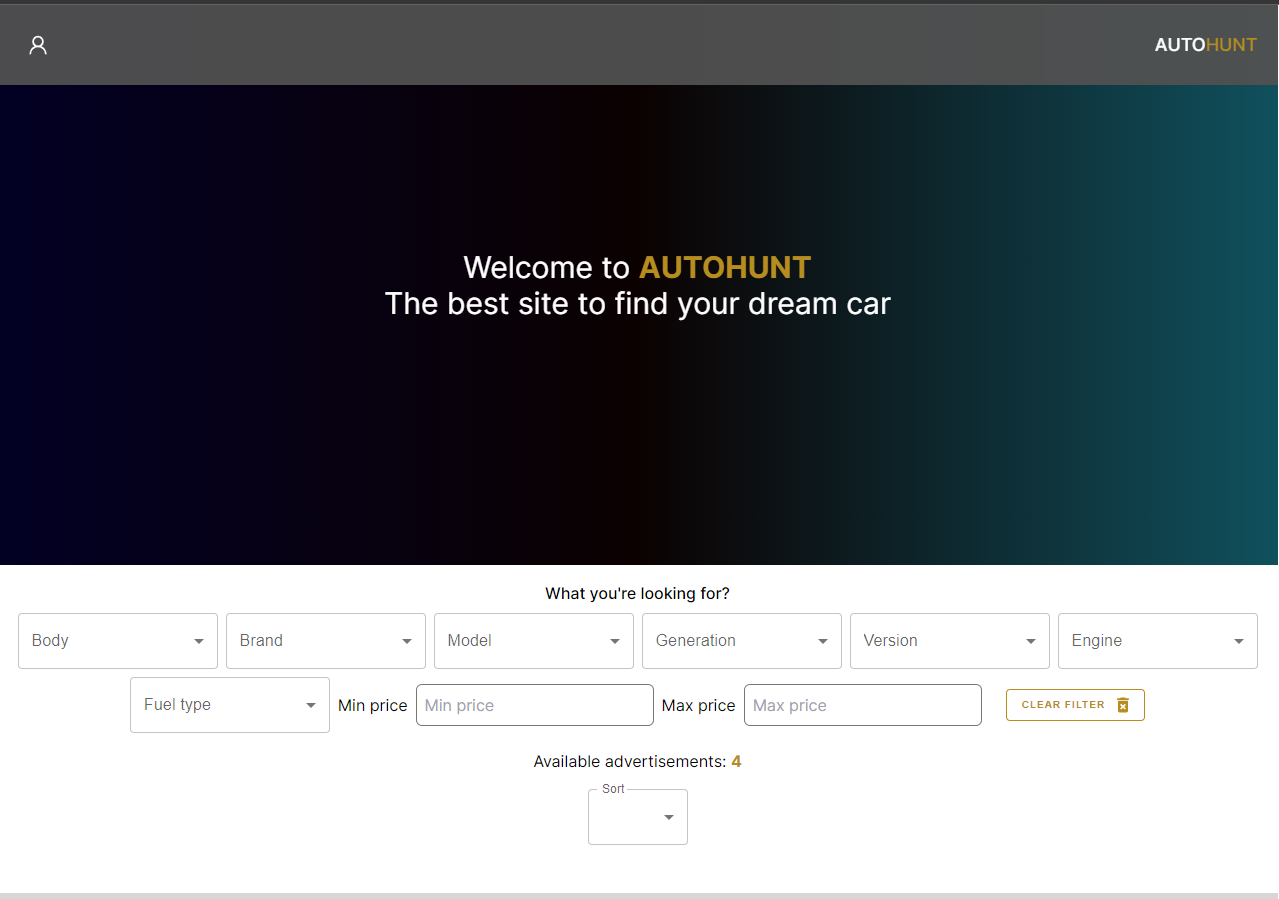 AUTOHUNT
Welcome to AUTOHUNT
The best site to find your dream car
What you're looking for?
Body Brand Model Generation Version Engine
Fuel type Min price Min price Max price Max price CLEAR FILTER
Available advertisements: 4
Sort